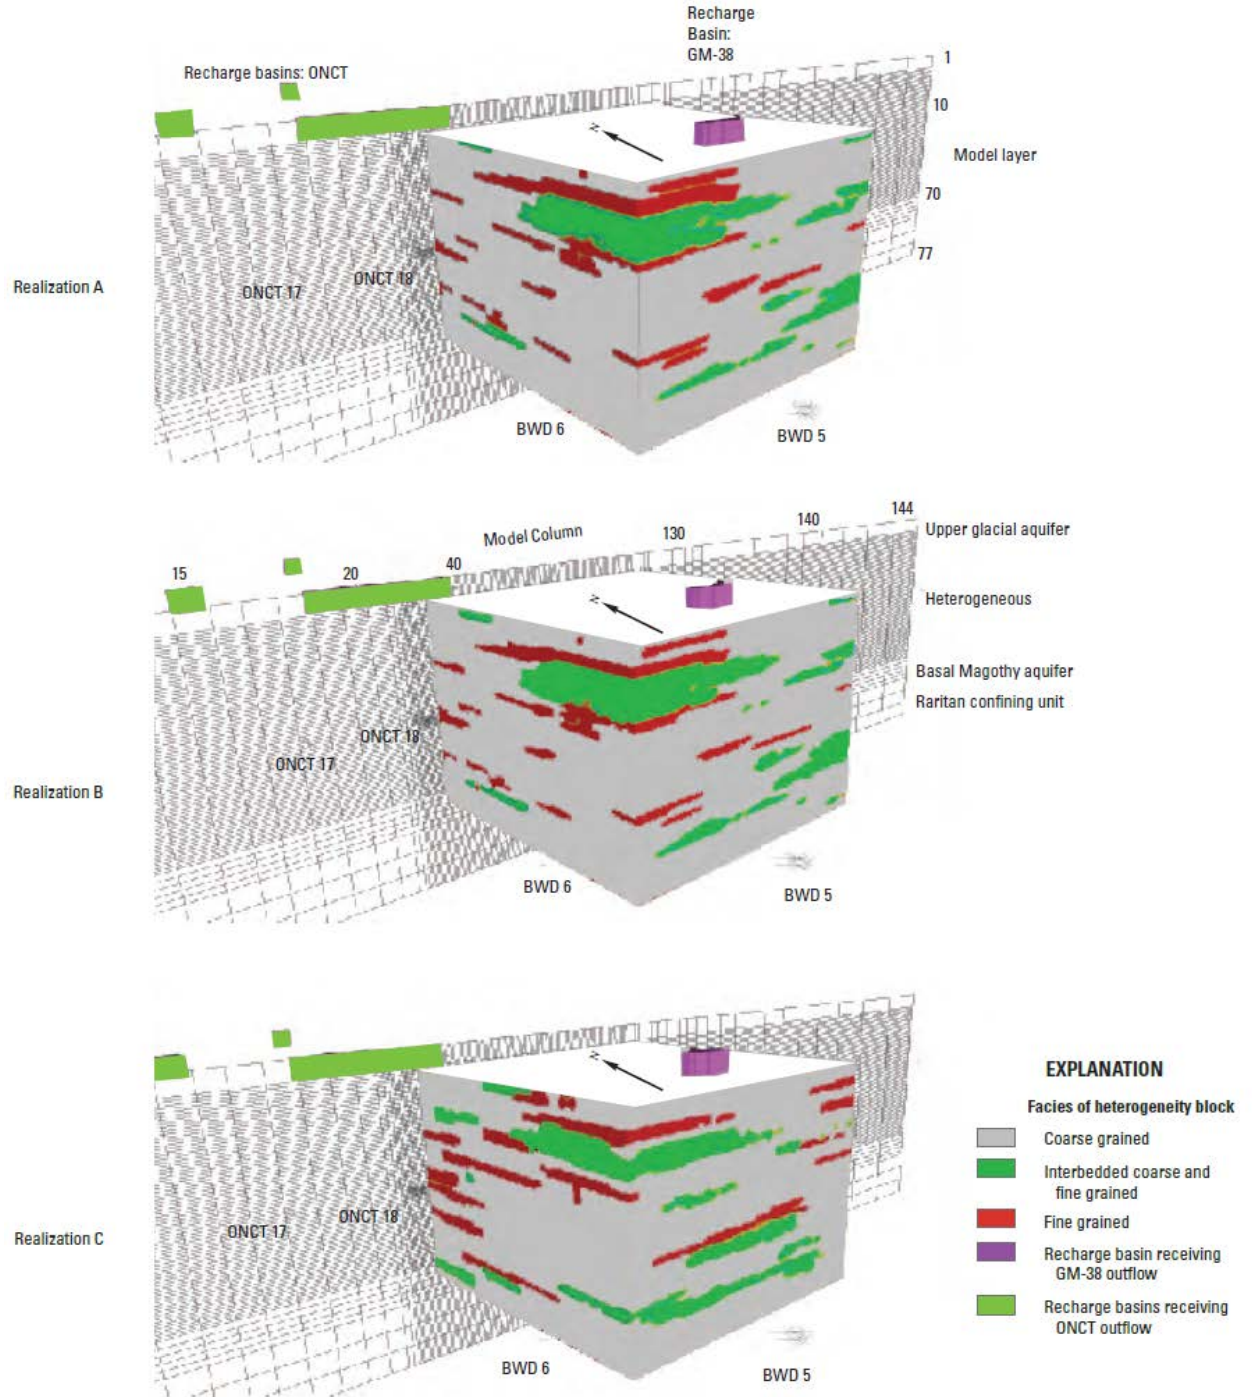 Recharge
Basin:
GM-38
Recharge basins: ONCT
1
10
Model layer
70
77
Realization A
ONCT 17
ONCT 18
BWD 6
BWD 5
N
Model Column
15
20
40
130
140
144
Upper glacial aquifer
Heterogeneous
Basal Magothy aquifer
Raritan confining unit
N
Realization B
ONCT 17
ONCT 18
BWD 6
BWD 5
N
Realization C
ONCT 17
ONCT 18
BWD 6
BWD 5
EXPLANATION
Facies of heterogeneity block
Coarse grained
Interbedded coarse and
fine grained
Fine grained
Recharge basin receiving
GM-38 outflow
Recharge basins receiving
ONCT outflow